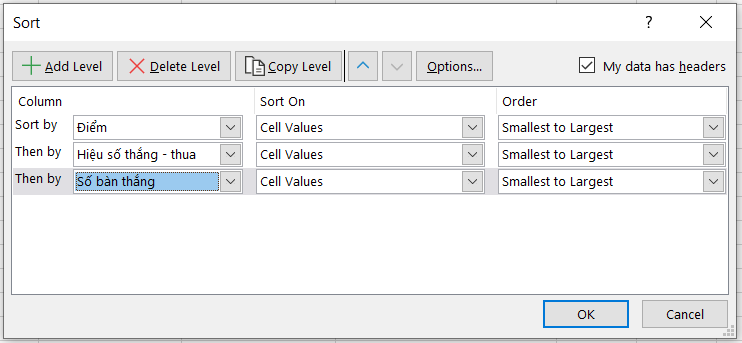 Sort
Add Level Delete Level Copy Level Options... My data has headers
Column Sort On Order
Sort by Điểm Cell Values Smallest to Largest
Then by Hiệu số thắng - thua Cell Values Smallest to Largest
Then by Số bàn thắng Cell Values Smallest to Largest
OK Cancel